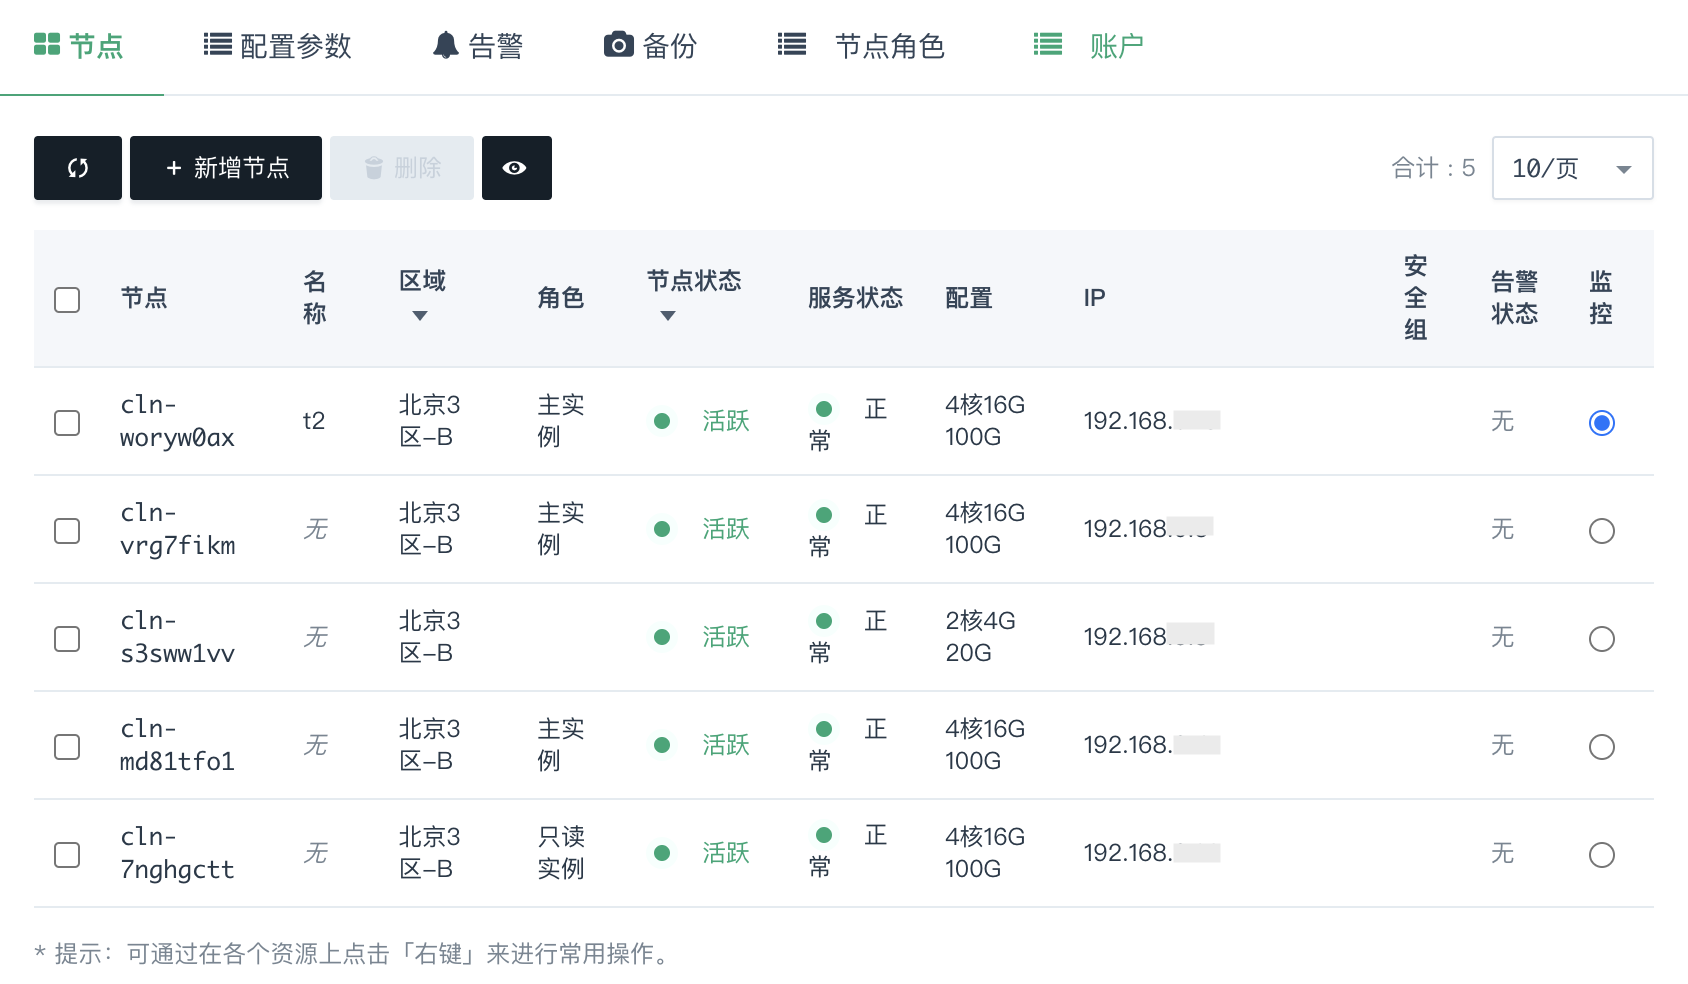 节点 配置参数 告警 备份 节点角色 账户
+ 新增节点 删除 合计：5 10/页
节点 名称 区域 角色 节点状态 服务状态 配置 IP 安全组 告警状态 监控
cln-woryw0ax t2 北京3区-B 主实例 活跃 正常 4核16G 100G 192.168. 无
cln-vrg7fikm 无 北京3区-B 主实例 活跃 正常 4核16G 100G 192.168 无
cln-s3sww1vv 无 北京3区-B 活跃 正常 2核4G 20G 192.168 无
cln-md81tfo1 无 北京3区-B 主实例 活跃 正常 4核16G 100G 192.168. 无
cln-7nghgctt 无 北京3区-B 只读实例 活跃 正常 4核16G 100G 192.168. 无
* 提示：可通过在各个资源上点击「右键」来进行常用操作。